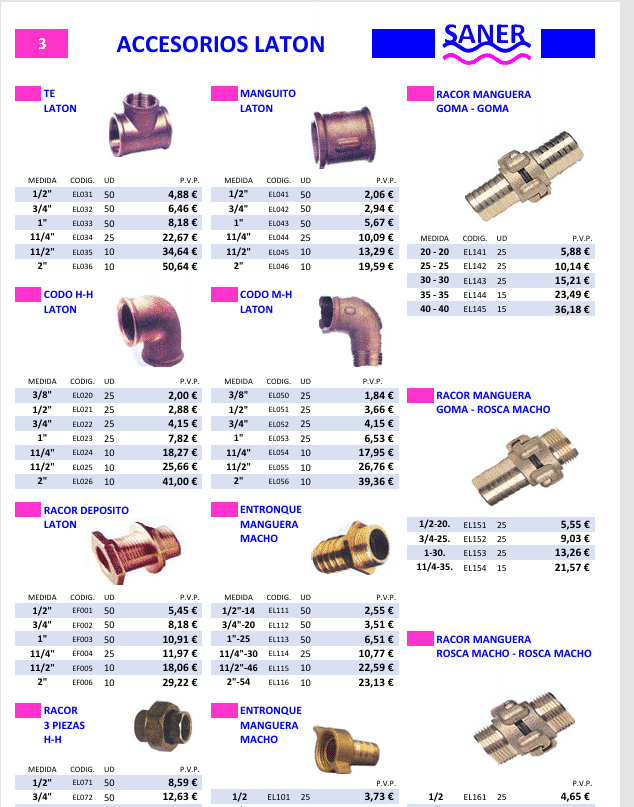 3
ACCESORIOS LATON
SANER
TE
LATON
MEDIDA CODIG. UD P.V.P.
1/2" EL031 50 4,88 €
3/4" EL032 50 6,46 €
1" EL033 50 8,18 €
11/4" EL034 25 22,67 €
11/2" EL035 10 34,64 €
2" EL036 10 50,64 €
CODO H-H
LATON
MEDIDA CODIG. UD P.V.P.
3/8" EL020 25 2,00 €
1/2" EL021 25 2,88 €
3/4" EL022 25 4,15 €
1" EL023 25 7,82 €
11/4" EL024 10 18,27 €
11/2" EL025 10 25,66 €
2" EL026 10 41,00 €
RACOR DEPOSITO
LATON
MEDIDA CODIG. UD P.V.P.
1/2" EF001 50 5,45 €
3/4" EF002 50 8,18 €
1" EF003 50 10,91 €
11/4" EF004 25 11,97 €
11/2" EF005 10 18,06 €
2" EF006 10 29,22 €
RACOR
3 PIEZAS
H-H
MEDIDA CODIG. UD P.V.P.
1/2" EL071 50 8,59 €
3/4" EL072 50 12,63 €
MANGUITO
LATON
MEDIDA CODIG. UD P.V.P.
1/2" EL041 50 2,06 €
3/4" EL042 50 2,94 €
1" EL043 50 5,67 €
11/4" EL044 25 10,09 €
11/2" EL045 10 13,29 €
2" EL046 10 19,59 €
CODO M-H
LATON
MEDIDA CODIG. UD P.V.P.
3/8" EL050 25 1,84 €
1/2" EL051 25 3,66 €
3/4" EL052 25 4,15 €
1" EL053 25 6,53 €
11/4" EL054 10 17,95 €
11/2" EL055 10 26,76 €
2" EL056 10 39,36 €
ENTRONQUE
MANGUERA
MACHO
MEDIDA CODIG. UD P.V.P.
1/2"-14 EL111 50 2,55 €
3/4"-20 EL112 50 3,51 €
1"-25 EL113 50 6,51 €
11/4"-30 EL114 25 10,77 €
11/2"-46 EL115 10 22,59 €
2"-54 EL116 10 23,13 €
ENTRONQUE
MANGUERA
MACHO
P.V.P.
1/2 EL101 25 3,73 €
RACOR MANGUERA
GOMA - GOMA
MEDIDA CODIG. UD P.V.P.
20 - 20 EL141 25 5,88 €
25 - 25 EL142 25 10,14 €
30 - 30 EL143 25 15,21 €
35 - 35 EL144 15 23,49 €
40 - 40 EL145 15 36,18 €
RACOR MANGUERA
GOMA - ROSCA MACHO
1/2-20. EL151 25 5,55 €
3/4-25. EL152 25 9,03 €
1-30. EL153 25 13,26 €
11/4-35. EL154 15 21,57 €
RACOR MANGUERA
ROSCA MACHO - ROSCA MACHO
P.V.P.
1/2 EL161 25 4,65 €